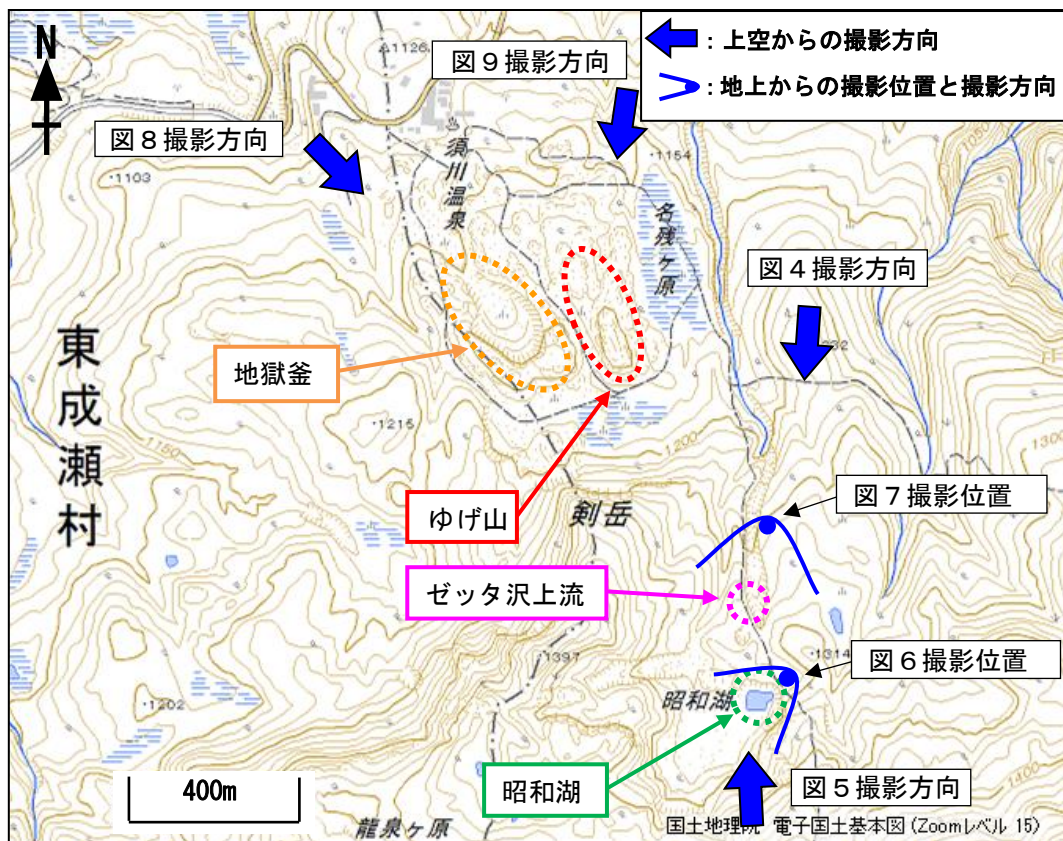 N
：上空からの撮影方向
：地上からの撮影位置と撮影方向
図９撮影方向
図８撮影方向
1126
1154
1103
須川温泉
名残ヶ原
図４撮影方向
東成瀬村
地獄釜
1215
1200
ゆげ山
剣岳
図７撮影位置
ゼッタ沢上流
1314
図６撮影位置
1397
昭和湖
1202
400m
昭和湖
図５撮影方向
1400
龍泉ヶ原
国土地理院 電子国土基本図(Zoomレベル 15)